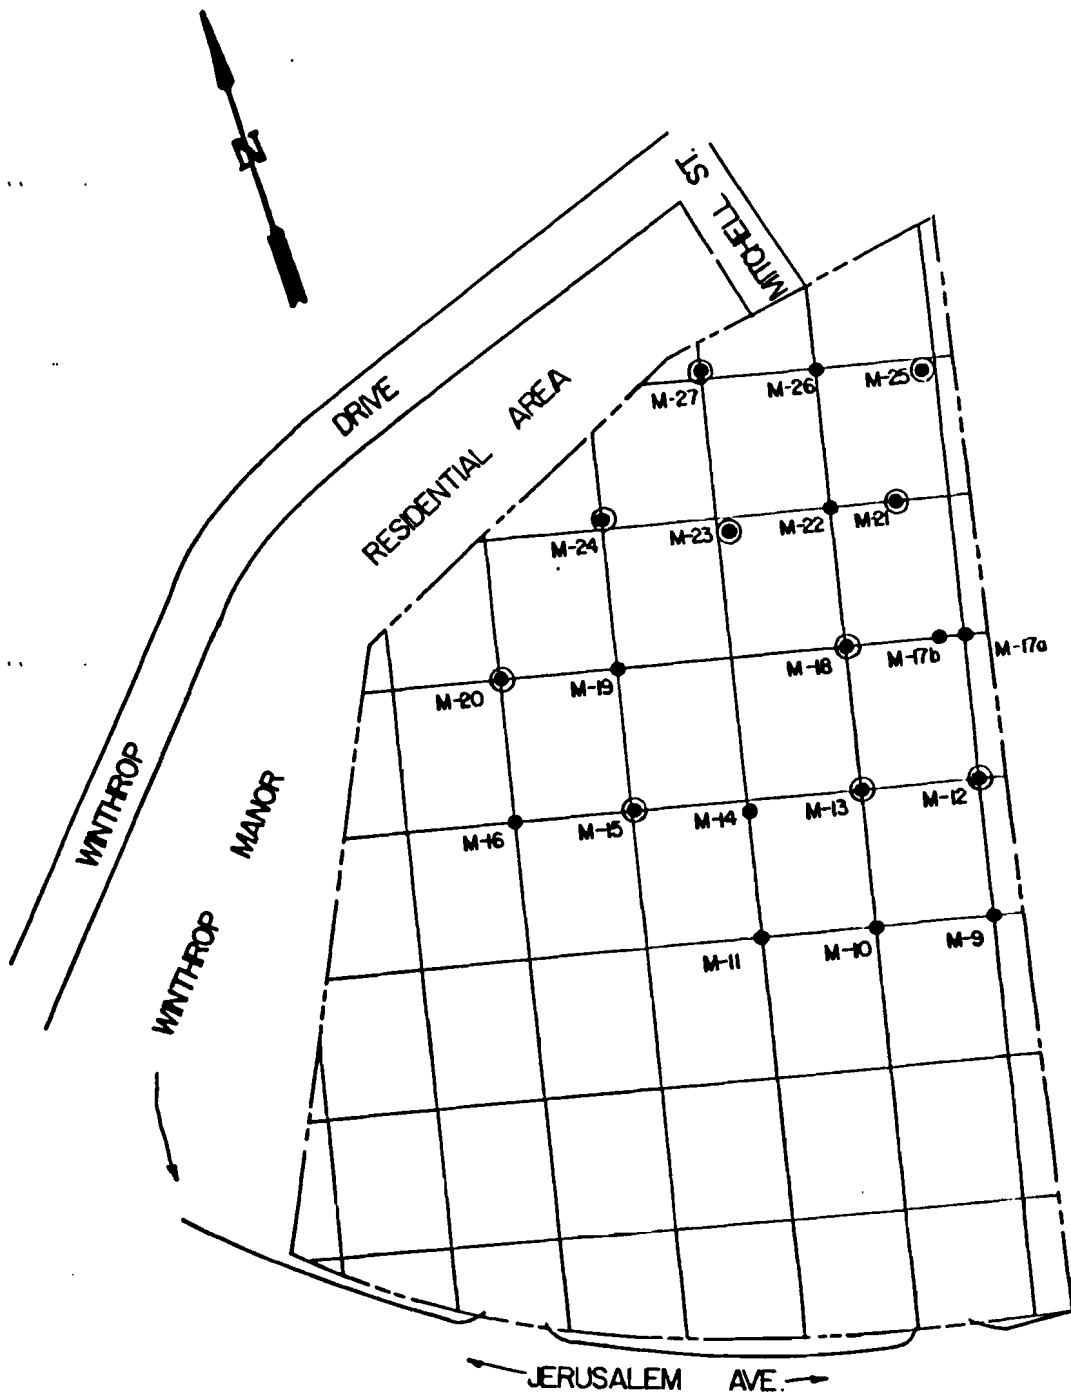 N
MITCHELL ST.
DRIVE
RESIDENTIAL AREA
M-27
M-26
M-25
M-24
M-23
M-22
M-21
M-20
M-19
M-18
M-17b
M-17a
WINTHROP
WINTHROP MANOR
M-16
M-15
M-14
M-13
M-12
M-11
M-10
M-9
JERUSALEM AVE.